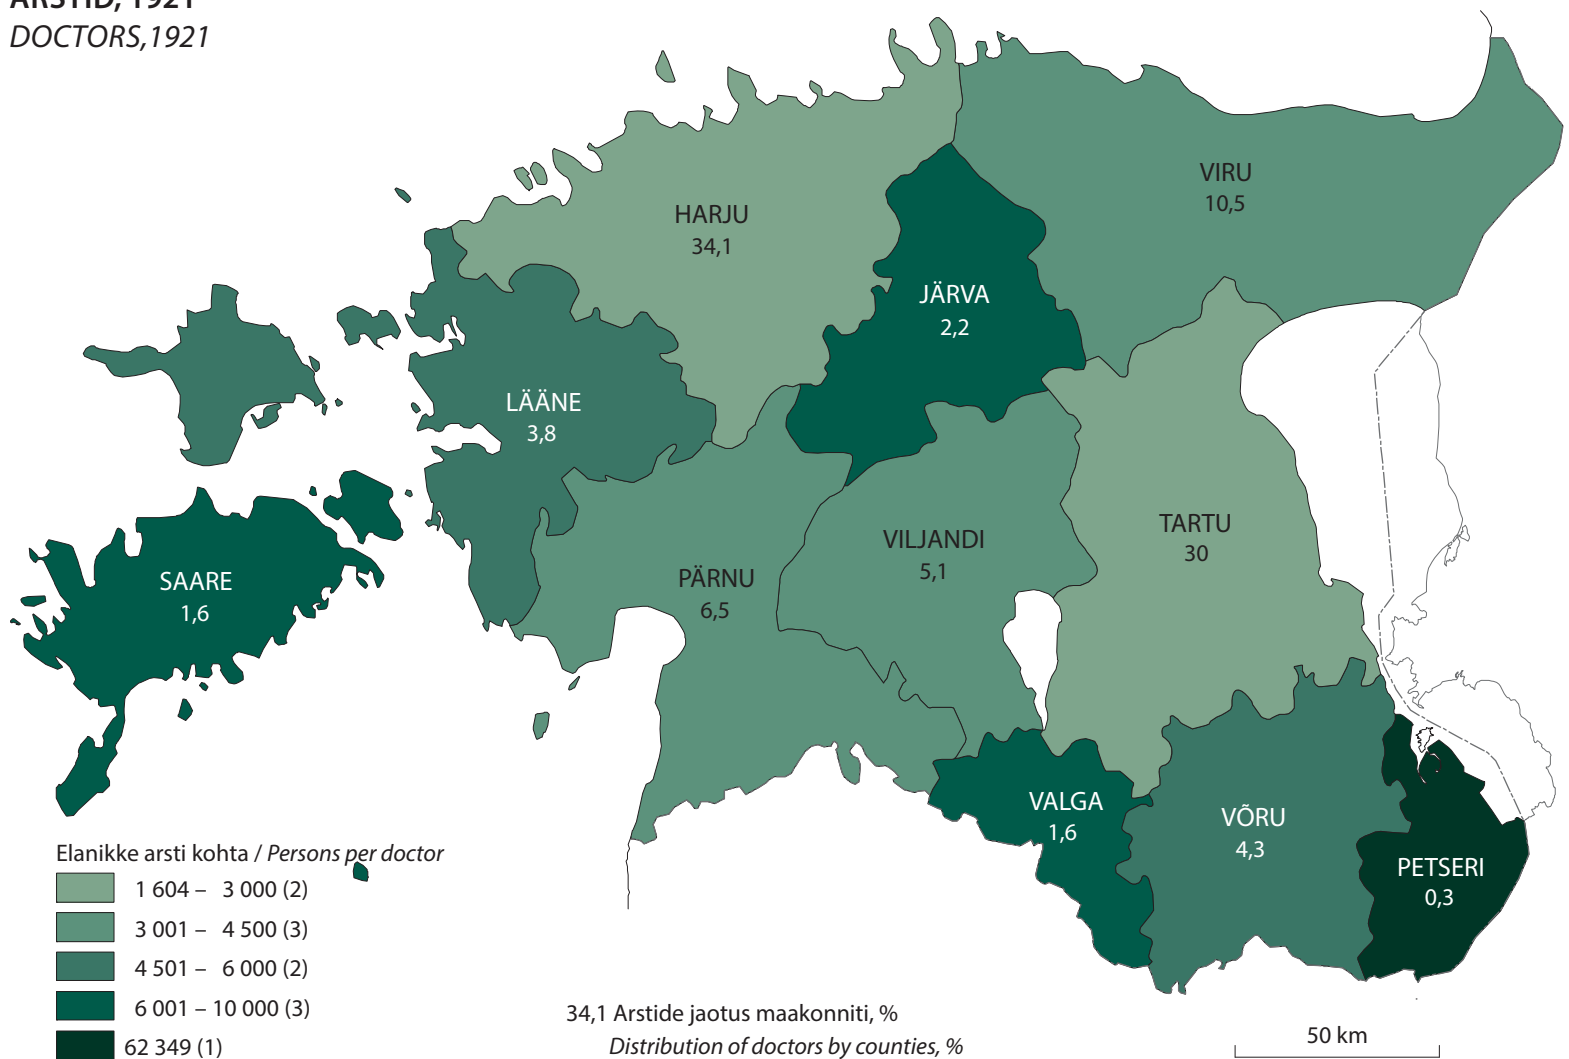 ARSTID, 1921
DOCTORS,1921
VIRU
10,5
HARJU
34,1
JÄRVA
2,2
LÄÄNE
3,8
TARTU
30
VILJANDI
5,1
PÄRNU
6,5
SAARE
1,6
VALGA
1,6
VÕRU
4,3
PETSERI
0,3
Elanikke arsti kohta / Persons per doctor
1 604 – 3 000 (2)
3 001 – 4 500 (3)
4 501 – 6 000 (2)
6 001 – 10 000 (3)
62 349 (1)
34,1 Arstide jaotus maakonniti, %
Distribution of doctors by counties, %
50 km